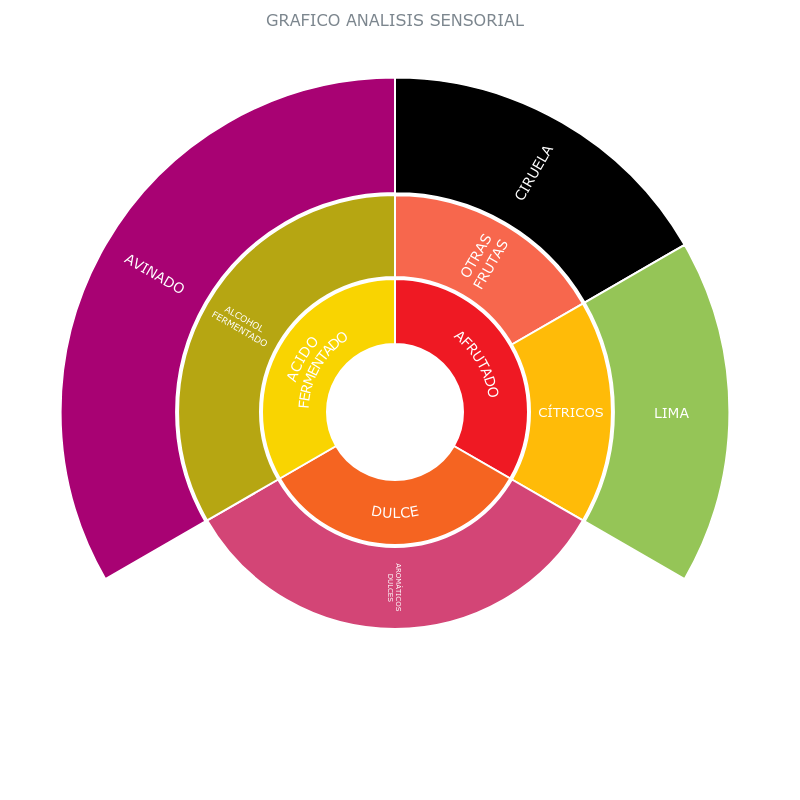 GRAFICO ANALISIS SENSORIAL
CIRUELA
OTRAS
FRUTAS
AVINADO
ALCOHOL
FERMENTADO
ACIDO
FERMENTADO
AFRUTADO
CÍTRICOS
LIMA
DULCE
AROMÁTICOS
DULCES